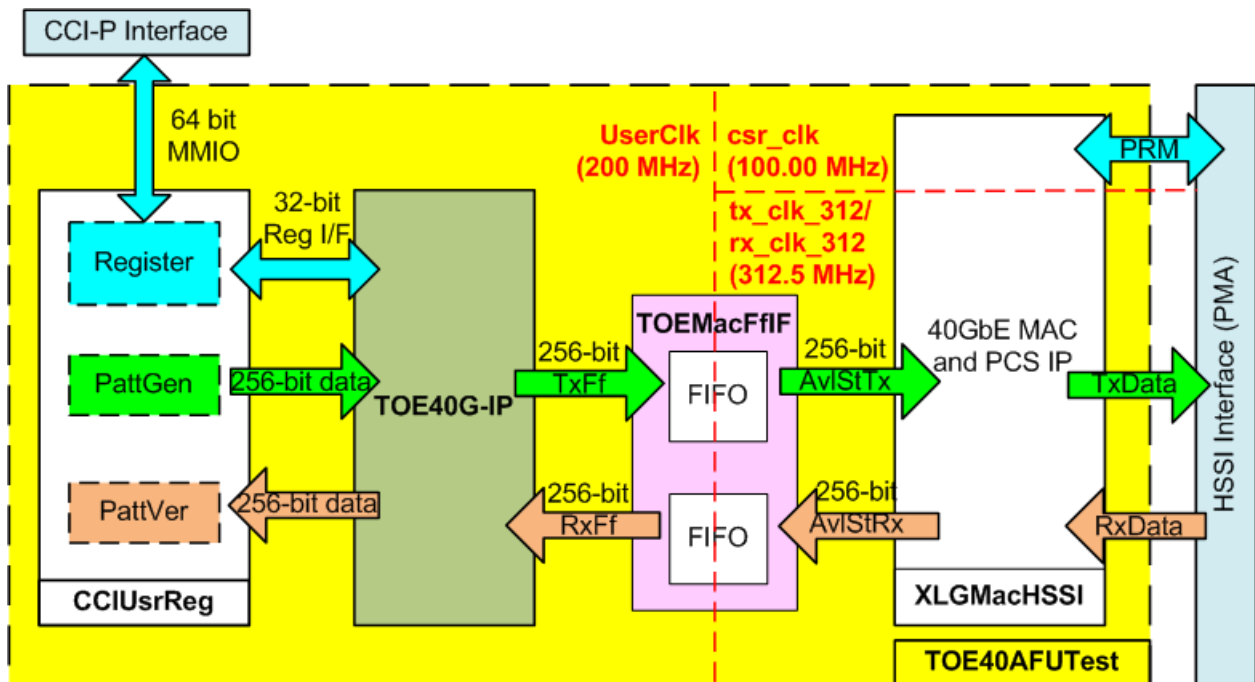 CCI-P Interface
64 bit
MMIO
UserClk
(200 MHz)
csr_clk
(100.00 MHz)
PRM
32-bit
Reg I/F
tx_clk_312/
rx_clk_312
(312.5 MHz)
Register
TOEMacFfIF
40GbE MAC
and PCS IP
HSSI Interface (PMA)
PattGen
256-bit data
TOE40G-IP
256-bit
TxFf
FIFO
256-bit
AvlStTx
TxData
PattVer
256-bit data
256-bit
RxFf
FIFO
256-bit
AvlStRx
RxData
CCIUsrReg
XLGMacHSSI
TOE40AFUTest